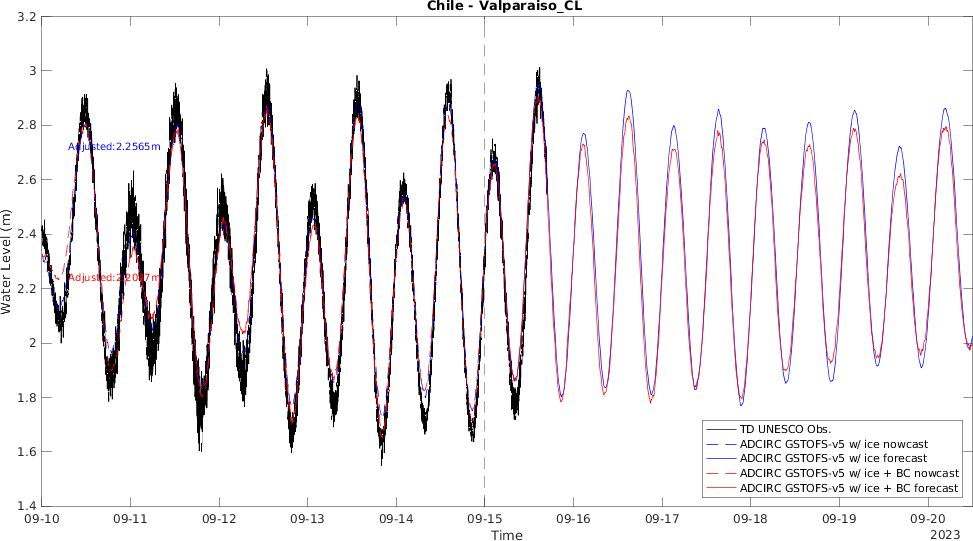 Chile - Valparaiso_CL
3.2
3
2.8
2.6
2.4
2.2
2
1.8
1.6
1.4
Water Level (m)
Adjusted:2.2565m
TD UNESCO Obs.
ADCIRC GSTOFS-v5 w/ ice nowcast
ADCIRC GSTOFS-v5 w/ ice forecast
ADCIRC GSTOFS-v5 w/ ice + BC nowcast
ADCIRC GSTOFS-v5 w/ ice + BC forecast
09-10 09-11 09-12 09-13 09-14 09-15 09-16 09-17 09-18 09-19 09-20
Time
2023